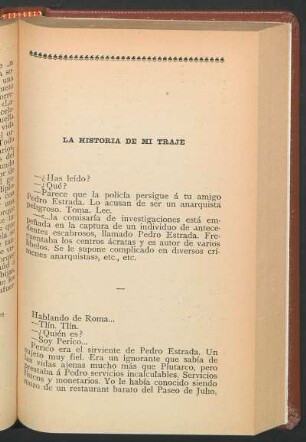 LA HISTORIA DE MI TRAJE
—¿Has leído?
—¿Qué?
—Parece que la policía persigue á tu amigo
Pedro Estrada. Lo acusan de ser un anarquista
peligroso. Toma. Lee.
—«...la comisaría de investigaciones está em-
peñada en la captura de un individuo de antece-
dentes escabrosos, llamado Pedro Estrada. Fre-
cuentaba los centros ácratas y es autor de varios
libelos. Se le supone complicado en diversos crí-
menes anarquistas», etc., etc.
—
Hablando de Roma...
—Tlín. Tlín.
—¿Quién es?
—Soy Perico...
Perico era el sirviente de Pedro Estrada. Un
sujeto muy fiel. Era un ignorante que sabía de
las vidas ajenas mucho más que Plutarco, pero
prestaba á Pedro servicios incalculables. Servicios
físicos y monetarios. Yo le había conocido siendo
mozo de un restaurant barato del Paseo de Julio,